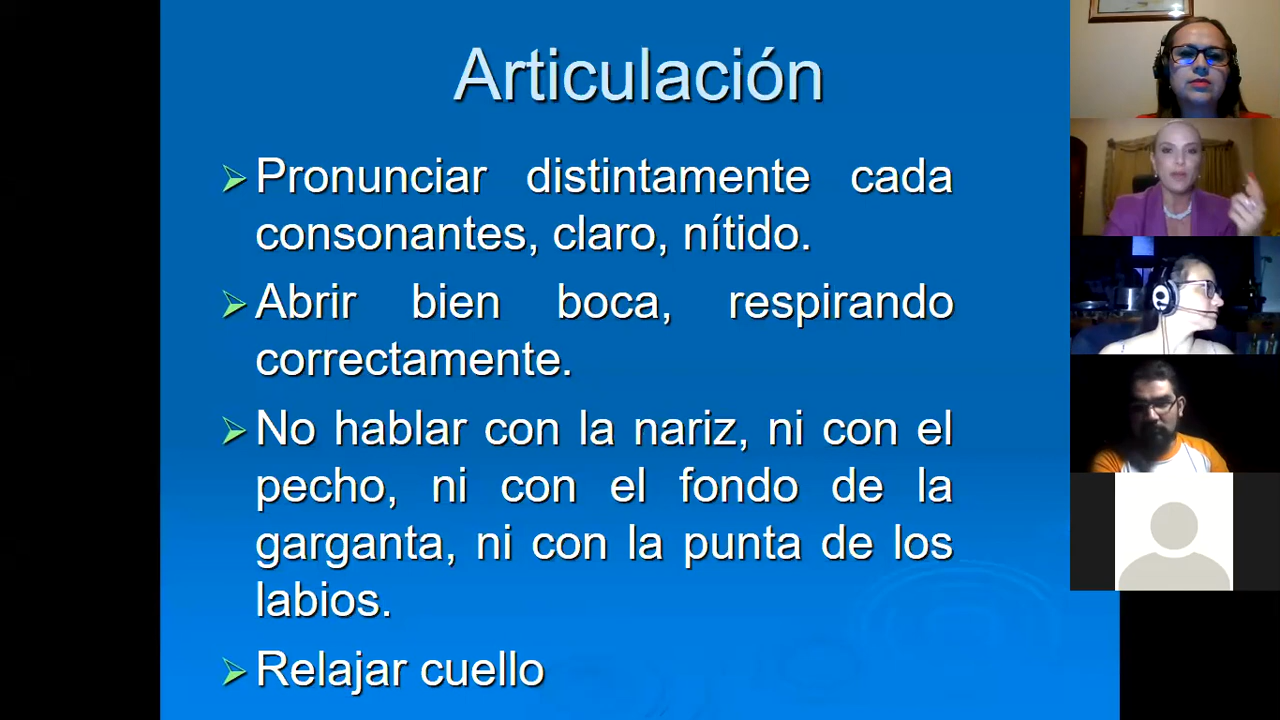 Articulación
Pronunciar distintamente cada
consonantes, claro, nítido.
Abrir bien boca, respirando
correctamente.
No hablar con la nariz, ni con el
pecho, ni con el fondo de la
garganta, ni con la punta de los
labios.
Relajar cuello